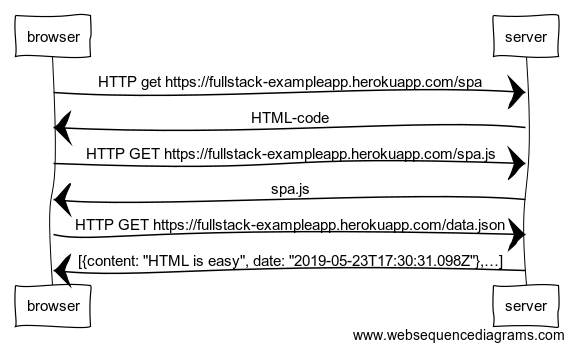 browser server
HTTP get https://fullstack-exampleapp.herokuapp.com/spa
HTML-code
HTTP GET https://fullstack-exampleapp.herokuapp.com/spa.js
spa.js
HTTP GET https://fullstack-exampleapp.herokuapp.com/data.json
[{content: "HTML is easy", date: "2019-05-23T17:30:31.098Z"},...]
browser server
www.websequencediagrams.com